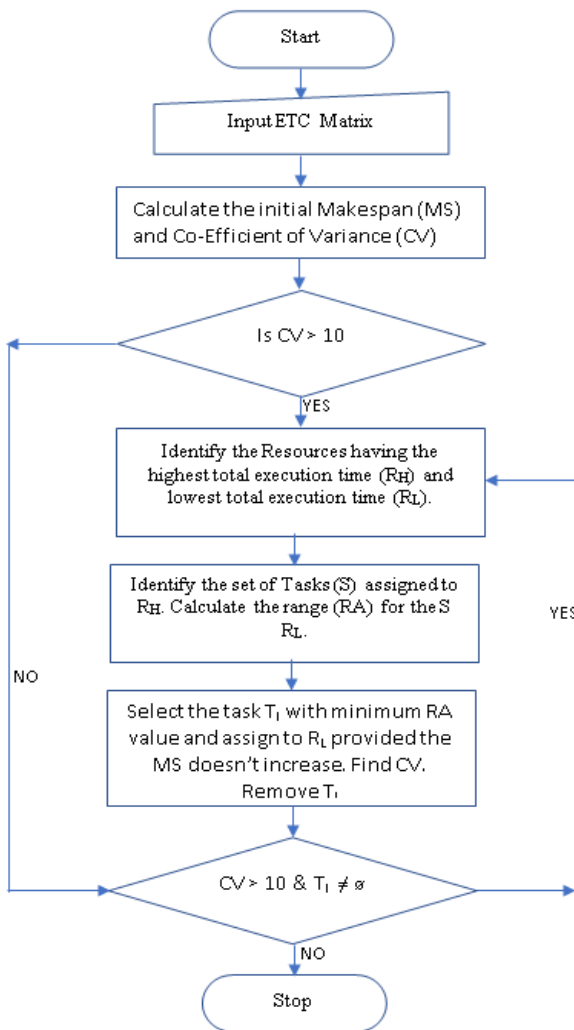 Start
Input ETC Matrix
Calculate the initial Makespan (MS)
and Co-Efficient of Variance (CV)
Is CV > 10
YES
Identify the Resources having the
highest total execution time (RH) and
lowest total execution time (RL).
Identify the set of Tasks (S) assigned to
RH. Calculate the range (RA) for the S
RL.
YES
NO
Select the task TI with minimum RA
value and assign to RL provided the
MS doesn't increase. Find CV.
Remove TI
CV > 10 & TI ≠ ø
NO
Stop